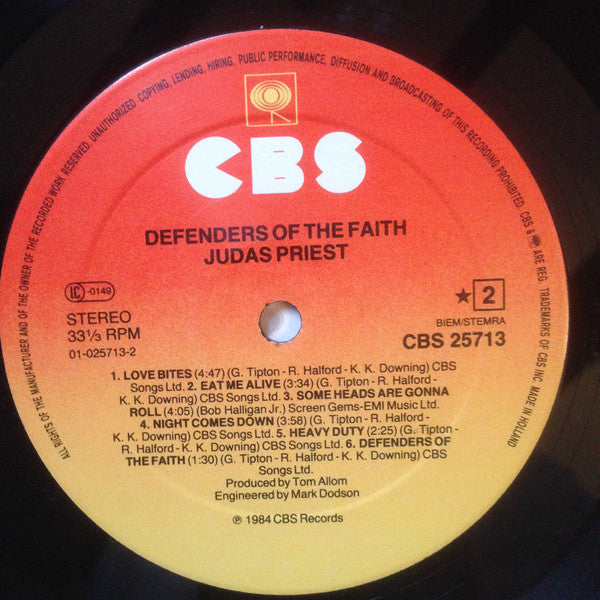 ALL RIGHTS OF THE MANUFACTURER AND OF THE OWNER OF THE RECORDED WORK RESERVED. UNAUTHORIZED COPYING, LENDING, HIRING, PUBLIC PERFORMANCE, DIFFUSION AND BROADCASTING OF THIS RECORDING PROHIBITED. CBS & ARE REG. TRADEMARKS OF CBS INC. MADE IN HOLLAND
CBS
DEFENDERS OF THE FAITH
JUDAS PRIEST
IC -0149
STEREO
33⅓ RPM
01-025713-2
★ 2
BIEM/STEMRA
CBS 25713
1. LOVE BITES (4:47) (G. Tipton - R. Halford - K. K. Downing) CBS
Songs Ltd. 2. EAT ME ALIVE (3:34) (G. Tipton - R. Halford -
K. K. Downing) CBS Songs Ltd. 3. SOME HEADS ARE GONNA
ROLL (4:05) (Bob Halligan Jr.) Screen Gems-EMI Music Ltd.
4. NIGHT COMES DOWN (3:58) (G. Tipton - R. Halford -
K. K. Downing) CBS Songs Ltd. 5. HEAVY DUTY (2:25) (G. Tipton -
R. Halford - K. K. Downing) CBS Songs Ltd. 6. DEFENDERS OF
THE FAITH (1:30) (G. Tipton - R. Halford - K. K. Downing) CBS
Songs Ltd.
Produced by Tom Allom
Engineered by Mark Dodson
℗ 1984 CBS Records